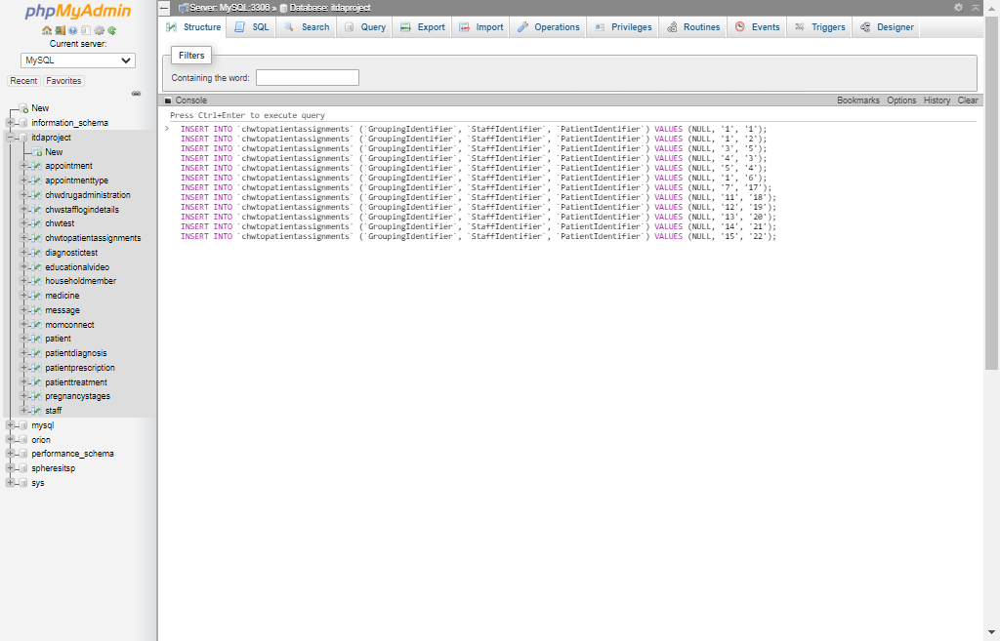 phpMyAdmin
Current server:
MySQL
Recent Favorites
New
information_schema
itdaproject
New
appointment
appointmenttype
chwdrugadministration
chwstafflogindetails
chwtest
chwtopatientassignments
diagnostictest
educationalvideo
householdmember
medicine
message
momconnect
patient
patientdiagnosis
patientprescription
patienttreatment
pregnancystages
staff
mysql
orion
performance_schema
spheresitsp
sys
Server: MySQL:3306 » Database: itdaproject
Structure SQL Search Query Export Import Operations Privileges Routines Events Triggers Designer
Filters
Containing the word:
Console Bookmarks Options History Clear
Press Ctrl+Enter to execute query
> INSERT INTO `chwtopatientassignments` (`GroupingIdentifier`, `StaffIdentifier`, `PatientIdentifier`) VALUES (NULL, '1', '1');
INSERT INTO `chwtopatientassignments` (`GroupingIdentifier`, `StaffIdentifier`, `PatientIdentifier`) VALUES (NULL, '1', '2');
INSERT INTO `chwtopatientassignments` (`GroupingIdentifier`, `StaffIdentifier`, `PatientIdentifier`) VALUES (NULL, '3', '5');
INSERT INTO `chwtopatientassignments` (`GroupingIdentifier`, `StaffIdentifier`, `PatientIdentifier`) VALUES (NULL, '4', '3');
INSERT INTO `chwtopatientassignments` (`GroupingIdentifier`, `StaffIdentifier`, `PatientIdentifier`) VALUES (NULL, '5', '4');
INSERT INTO `chwtopatientassignments` (`GroupingIdentifier`, `StaffIdentifier`, `PatientIdentifier`) VALUES (NULL, '1', '6');
INSERT INTO `chwtopatientassignments` (`GroupingIdentifier`, `StaffIdentifier`, `PatientIdentifier`) VALUES (NULL, '7', '17');
INSERT INTO `chwtopatientassignments` (`GroupingIdentifier`, `StaffIdentifier`, `PatientIdentifier`) VALUES (NULL, '11', '18');
INSERT INTO `chwtopatientassignments` (`GroupingIdentifier`, `StaffIdentifier`, `PatientIdentifier`) VALUES (NULL, '12', '19');
INSERT INTO `chwtopatientassignments` (`GroupingIdentifier`, `StaffIdentifier`, `PatientIdentifier`) VALUES (NULL, '13', '20');
INSERT INTO `chwtopatientassignments` (`GroupingIdentifier`, `StaffIdentifier`, `PatientIdentifier`) VALUES (NULL, '14', '21');
INSERT INTO `chwtopatientassignments` (`GroupingIdentifier`, `StaffIdentifier`, `PatientIdentifier`) VALUES (NULL, '15', '22');